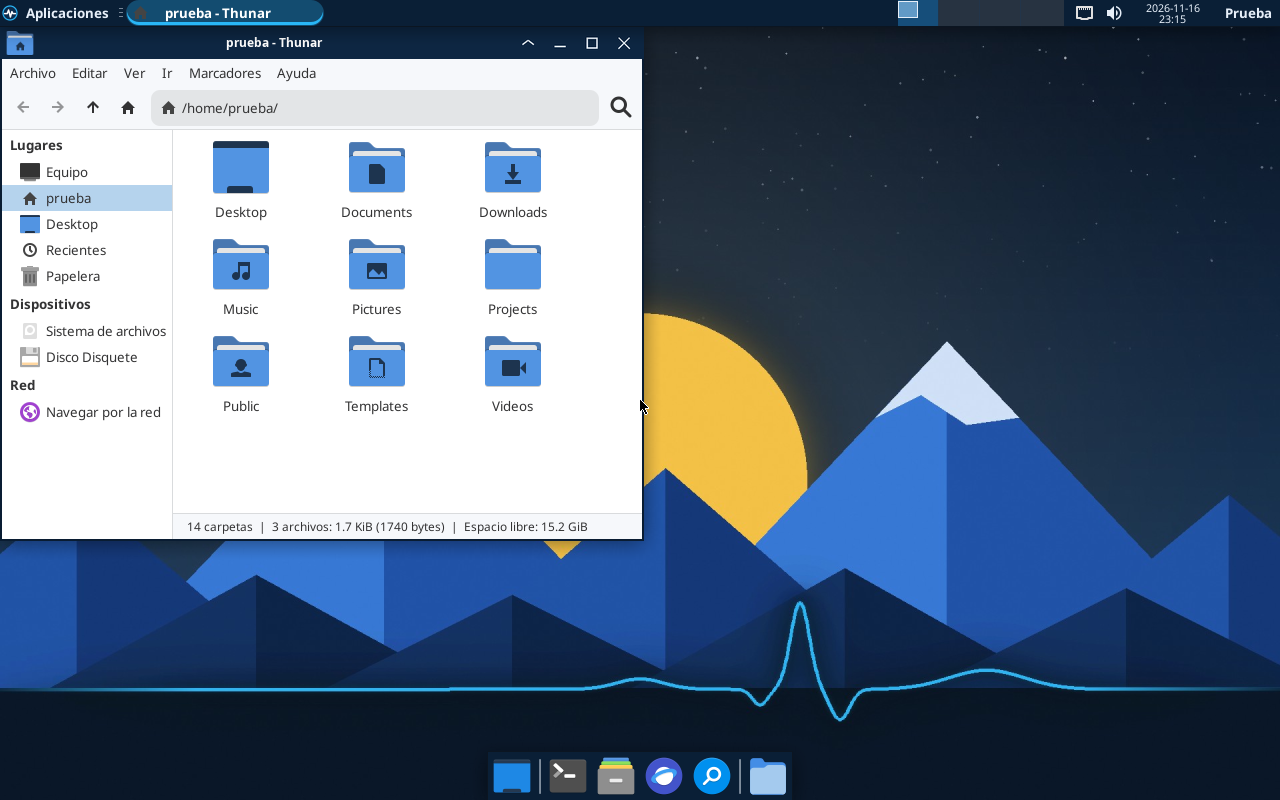 Aplicaciones
prueba - Thunar
2026-11-16
23:15
Prueba
prueba - Thunar
Archivo Editar Ver Ir Marcadores Ayuda
/home/prueba/
Lugares
Equipo
prueba
Desktop
Recientes
Papelera
Dispositivos
Sistema de archivos
Disco Disquete
Red
Navegar por la red
Desktop Documents Downloads
Music Pictures Projects
Public Templates Videos
14 carpetas | 3 archivos: 1.7 KiB (1740 bytes) | Espacio libre: 15.2 GiB